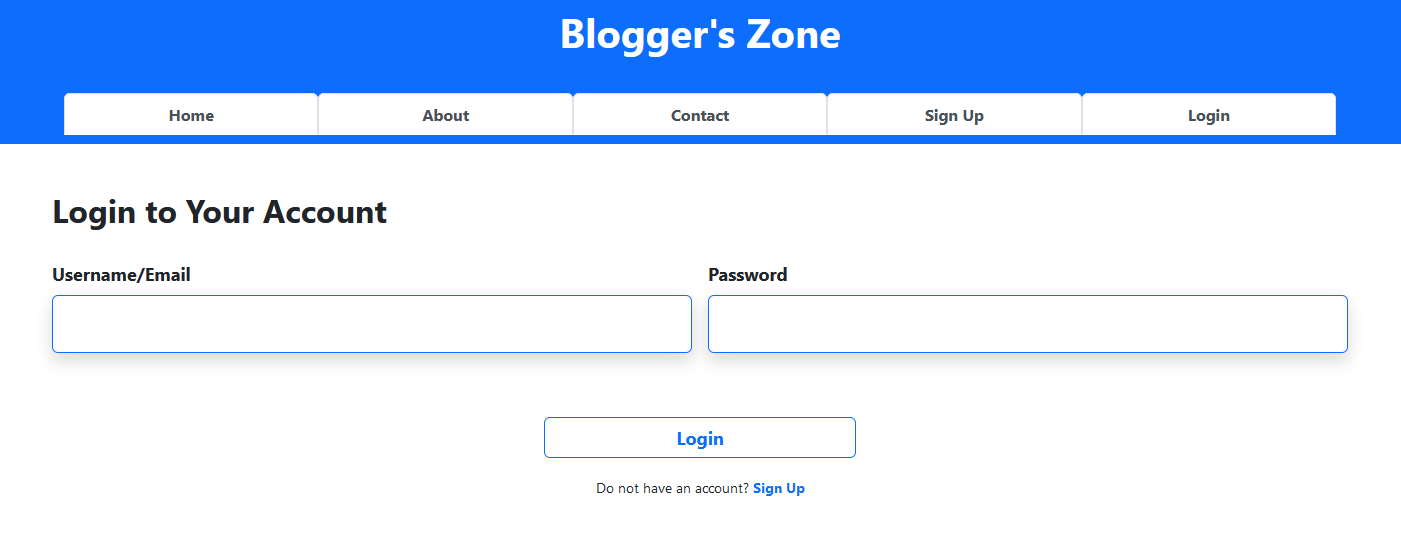 Blogger's Zone
Home About Contact Sign Up Login
Login to Your Account
Username/Email Password
Login
Do not have an account? Sign Up